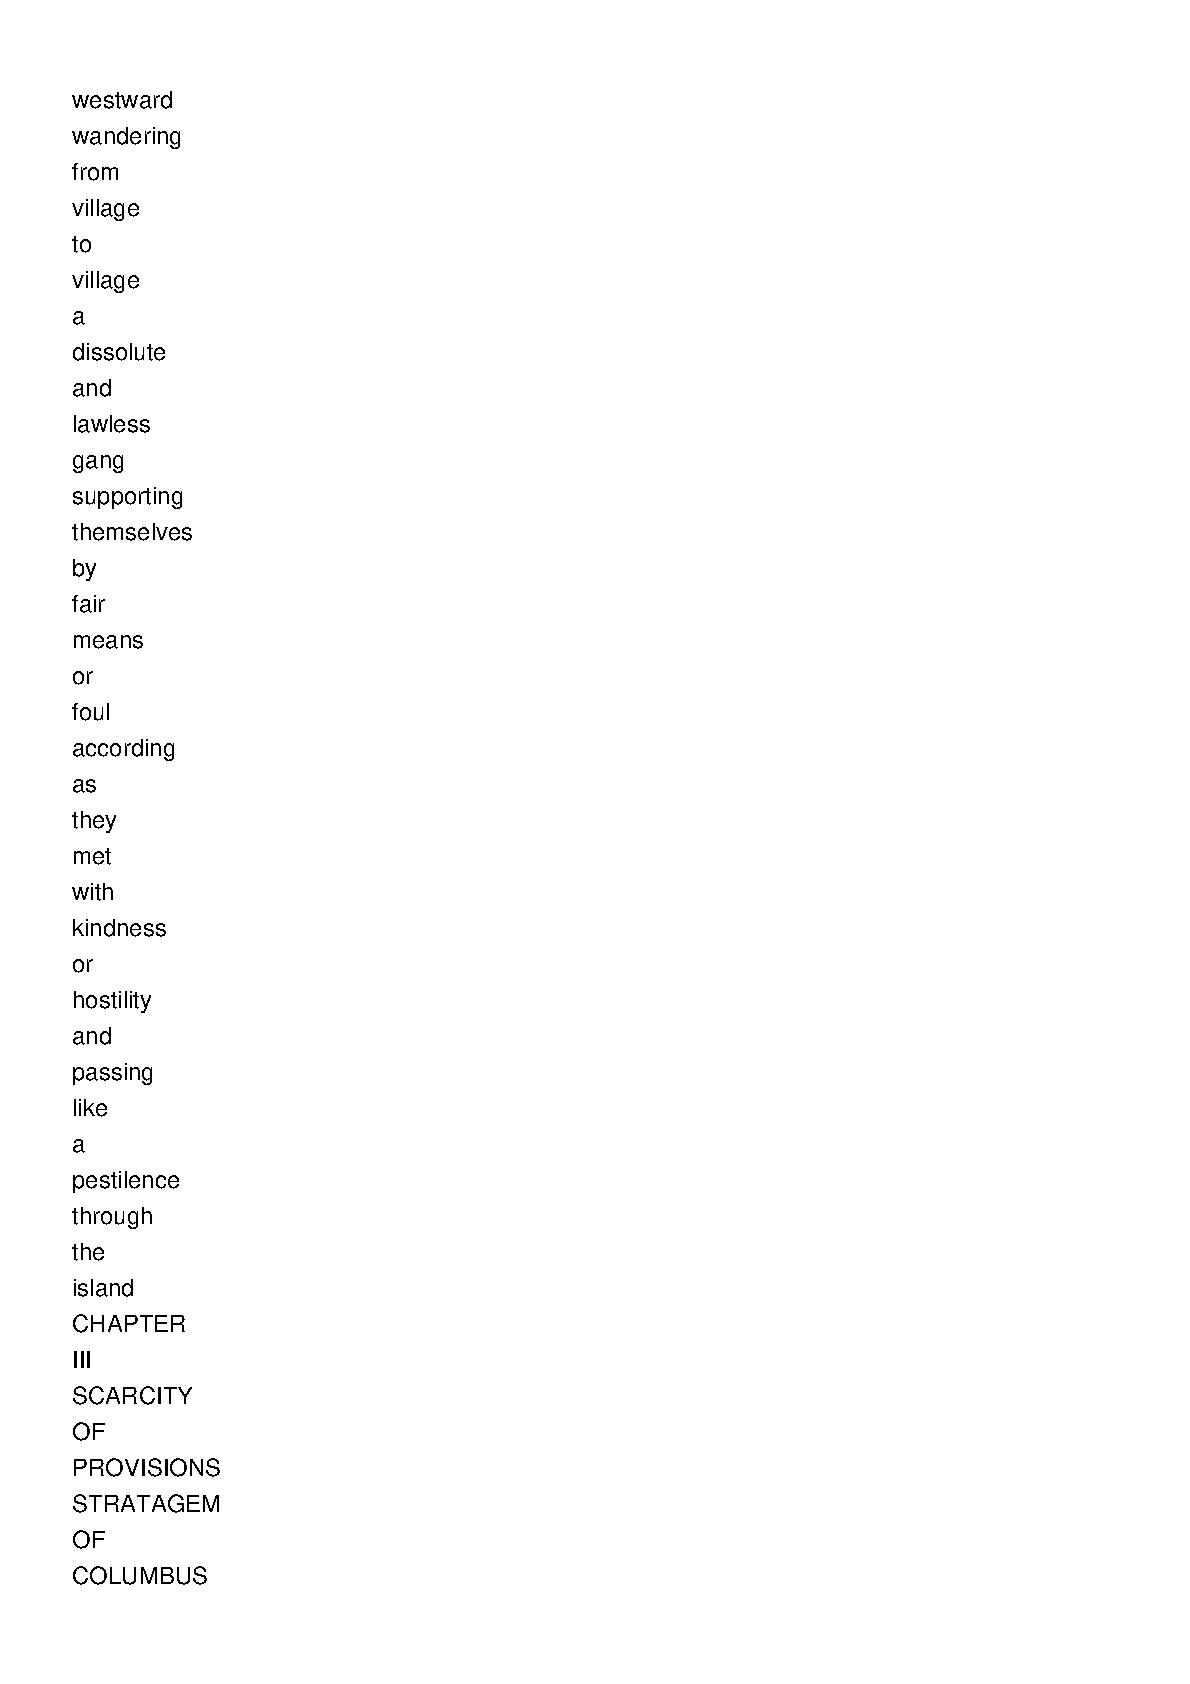 westward
wandering
from
village
to
village
a
dissolute
and
lawless
gang
supporting
themselves
by
fair
means
or
foul
according
as
they
met
with
kindness
or
hostility
and
passing
like
a
pestilence
through
the
island
CHAPTER
III
SCARCITY
OF
PROVISIONS
STRATAGEM
OF
COLUMBUS